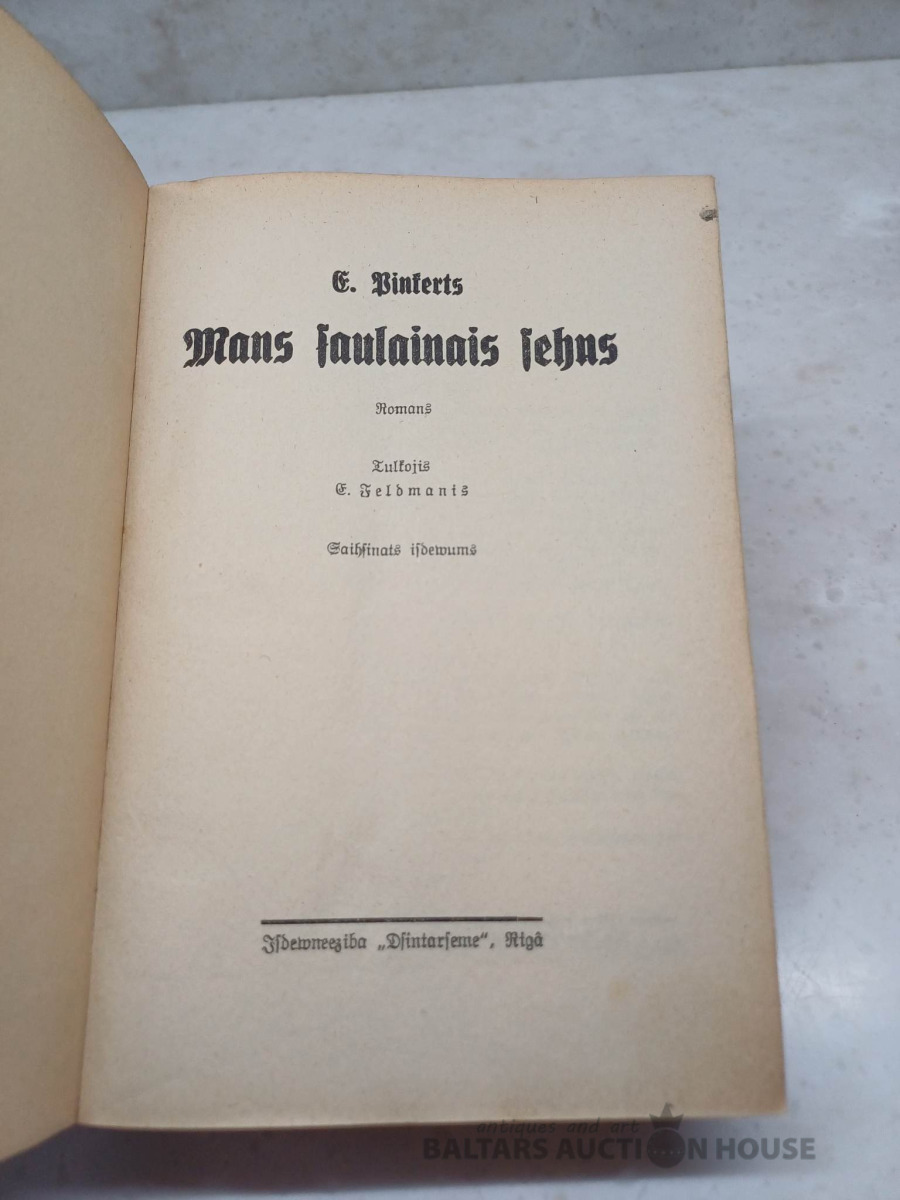 E. Pinkerts
Mans ſaulainais ſehns
Romans
Tulkojis
E. Feldmanis
Saihſinats iſdewums
Iſdewneeziba „Dſintarſeme“, Rigâ
antiques and art
BALTARS AUCTION HOUSE